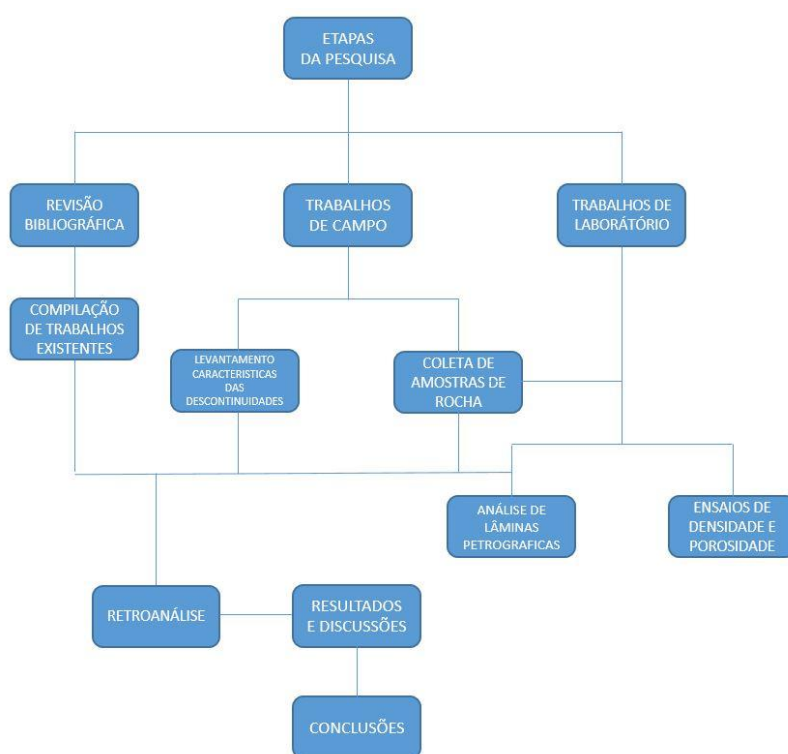 ETAPAS
DA PESQUISA
REVISÃO
BIBLIOGRÁFICA
TRABALHOS
DE CAMPO
TRABALHOS DE
LABORÁTÓRIO
COMPILAÇÃO
DE TRABALHOS
EXISTENTES
LEVANTAMENTO
CARACTERISTICAS
DAS
DESCONTINUIDADES
COLETA DE
AMOSTRAS DE
ROCHA
ANÁLISE DE
LÂMINAS
PETROGRAFICAS
ENSAIOS DE
DENSIDADE E
POROSIDADE
RETROANÁLISE
RESULTADOS
E DISCUSSÕES
CONCLUSÕES